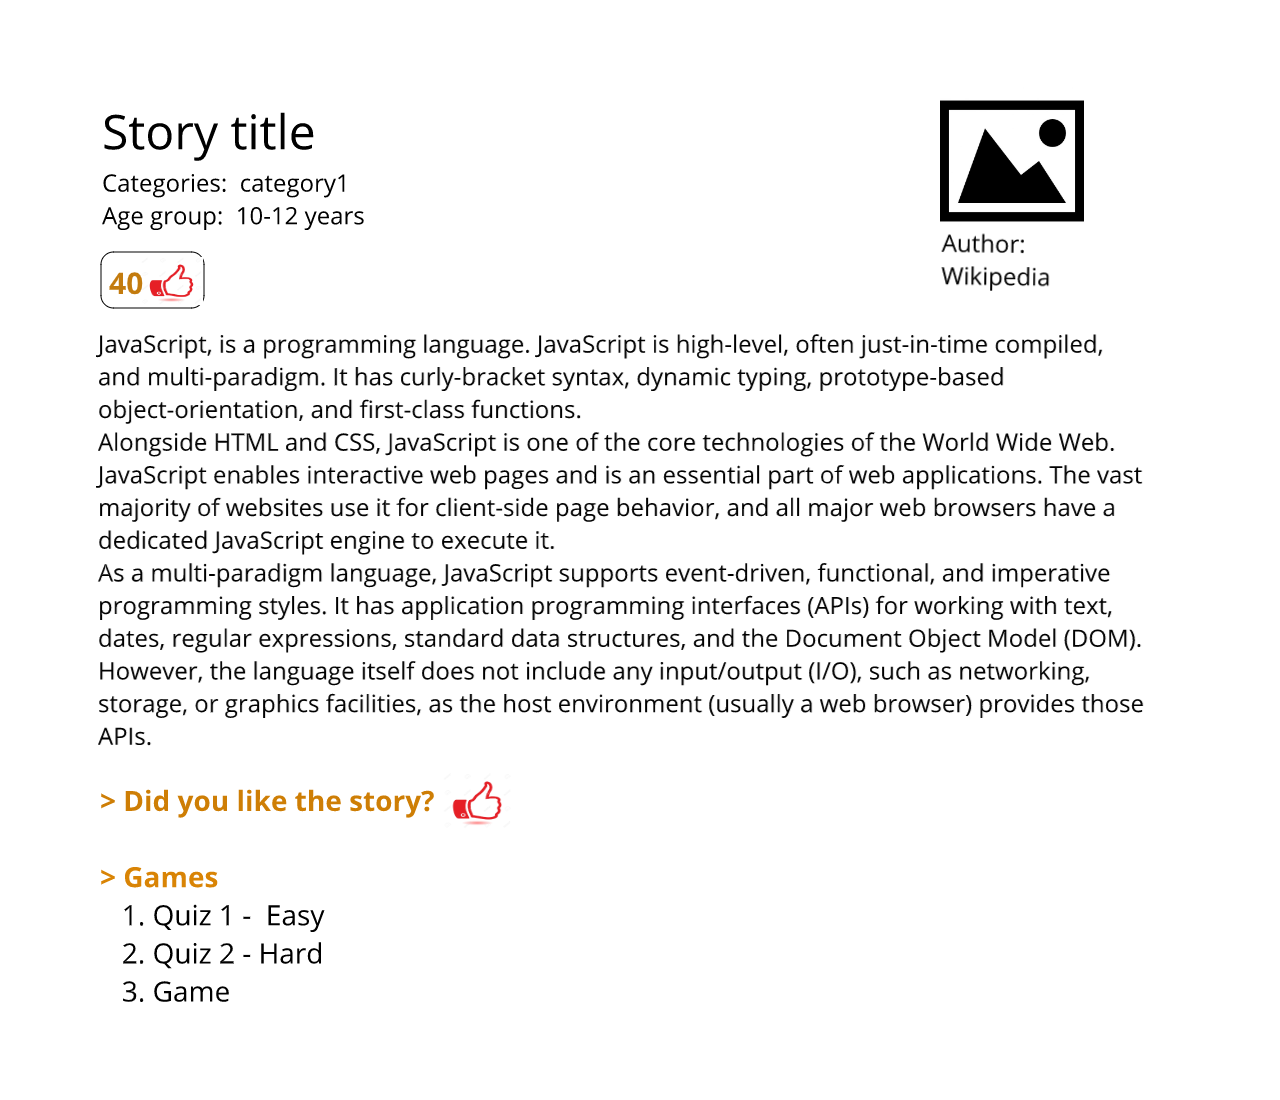 Story title
Categories:  category1
Age group:  10-12 years
40
Author:
Wikipedia
JavaScript, is a programming language. JavaScript is high-level, often just-in-time compiled,
and multi-paradigm. It has curly-bracket syntax, dynamic typing, prototype-based
object-orientation, and first-class functions.
Alongside HTML and CSS, JavaScript is one of the core technologies of the World Wide Web.
JavaScript enables interactive web pages and is an essential part of web applications. The vast
majority of websites use it for client-side page behavior, and all major web browsers have a
dedicated JavaScript engine to execute it.
As a multi-paradigm language, JavaScript supports event-driven, functional, and imperative
programming styles. It has application programming interfaces (APIs) for working with text,
dates, regular expressions, standard data structures, and the Document Object Model (DOM).
However, the language itself does not include any input/output (I/O), such as networking,
storage, or graphics facilities, as the host environment (usually a web browser) provides those
APIs.
> Did you like the story?
> Games
1. Quiz 1 -  Easy
2. Quiz 2 - Hard
3. Game